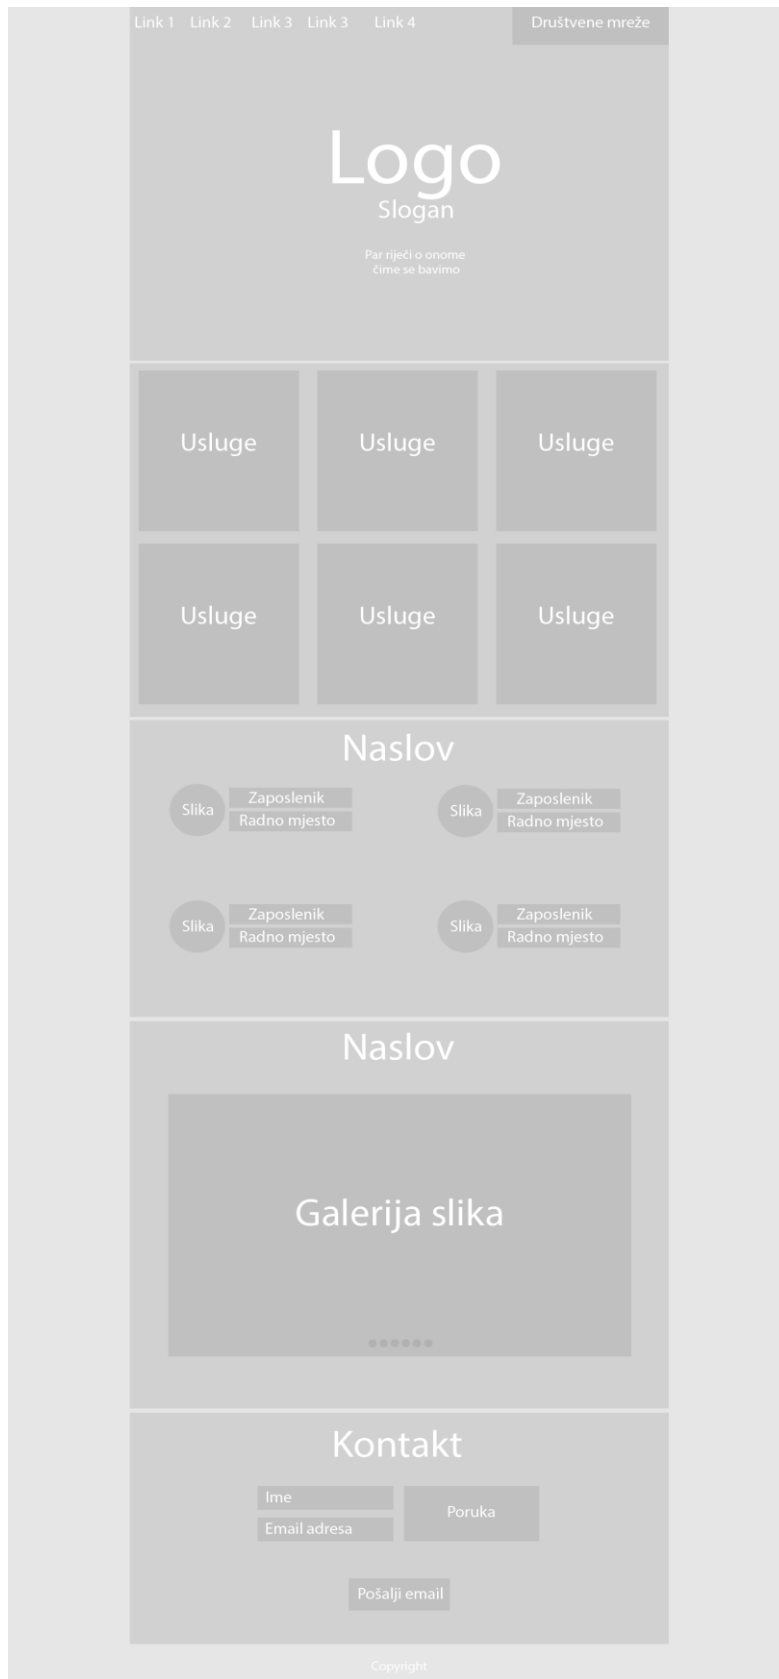 Link 1 Link 2 Link 3 Link 3 Link 4 Društvene mreže
Logo
Slogan
Par riječi o onome
čime se bavimo
Usluge Usluge Usluge
Usluge Usluge Usluge
Naslov
Slika
Zaposlenik
Radno mjesto
Slika
Zaposlenik
Radno mjesto
Slika
Zaposlenik
Radno mjesto
Slika
Zaposlenik
Radno mjesto
Naslov
Galerija slika
Kontakt
Ime
Email adresa
Poruka
Pošalji email
Copyright